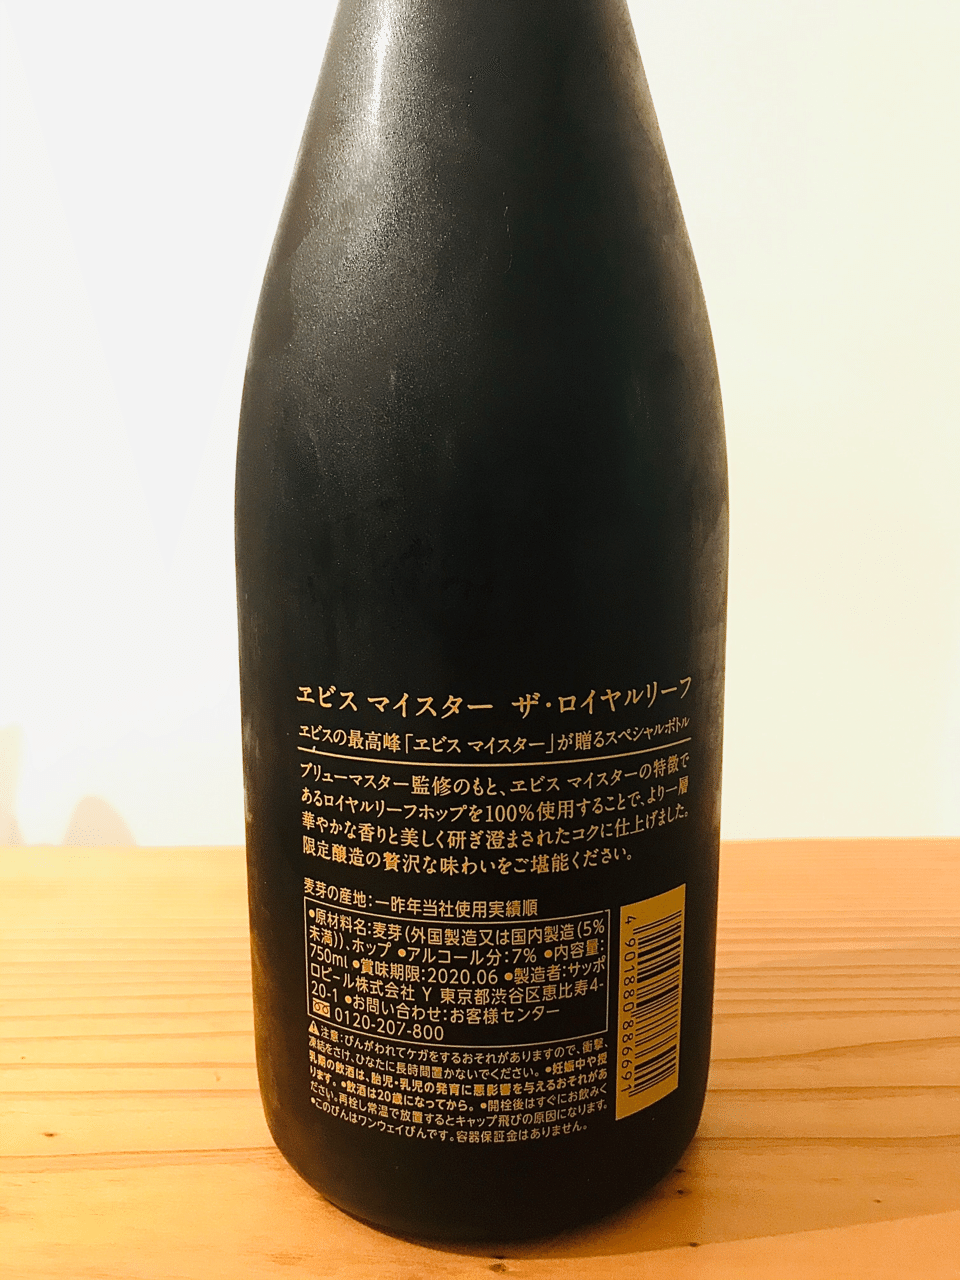 ヱビス マイスター ザ・ロイヤルリーフ
ヱビスの最高峰「ヱビス マイスター」が贈るスペシャルボトル
ブリューマスター監修のもと、ヱビス マイスターの特徴で
あるロイヤルリーフホップを100%使用することで、より一層
華やかな香りと美しく研ぎ澄まされたコクに仕上げました。
限定醸造の贅沢な味わいをご堪能ください。
麦芽の産地:一昨年当社使用実績順
●原材料名:麦芽(外国製造又は国内製造(5%
未満))、ホップ ●アルコール分:7% ●内容量:
750ml ●賞味期限:2020.06 ●製造者:サッポ
ロビール株式会社 Y 東京都渋谷区恵比寿4-
20-1 ●お問い合わせ:お客様センター
0120-207-800
⚠注意:びんがわれてケガをするおそれがありますので、衝撃、
凍結をさけ、ひなたに長時間置かないでください。●妊娠中や授
乳期の飲酒は、胎児・乳児の発育に悪影響を与えるおそれがあ
ります。●飲酒は20歳になってから。●開栓後はすぐにお飲みく
ださい。再栓し常温で放置するとキャップ飛びの原因になります。
●このびんはワンウェイびんです。容器保証金はありません。
4 901880 886691